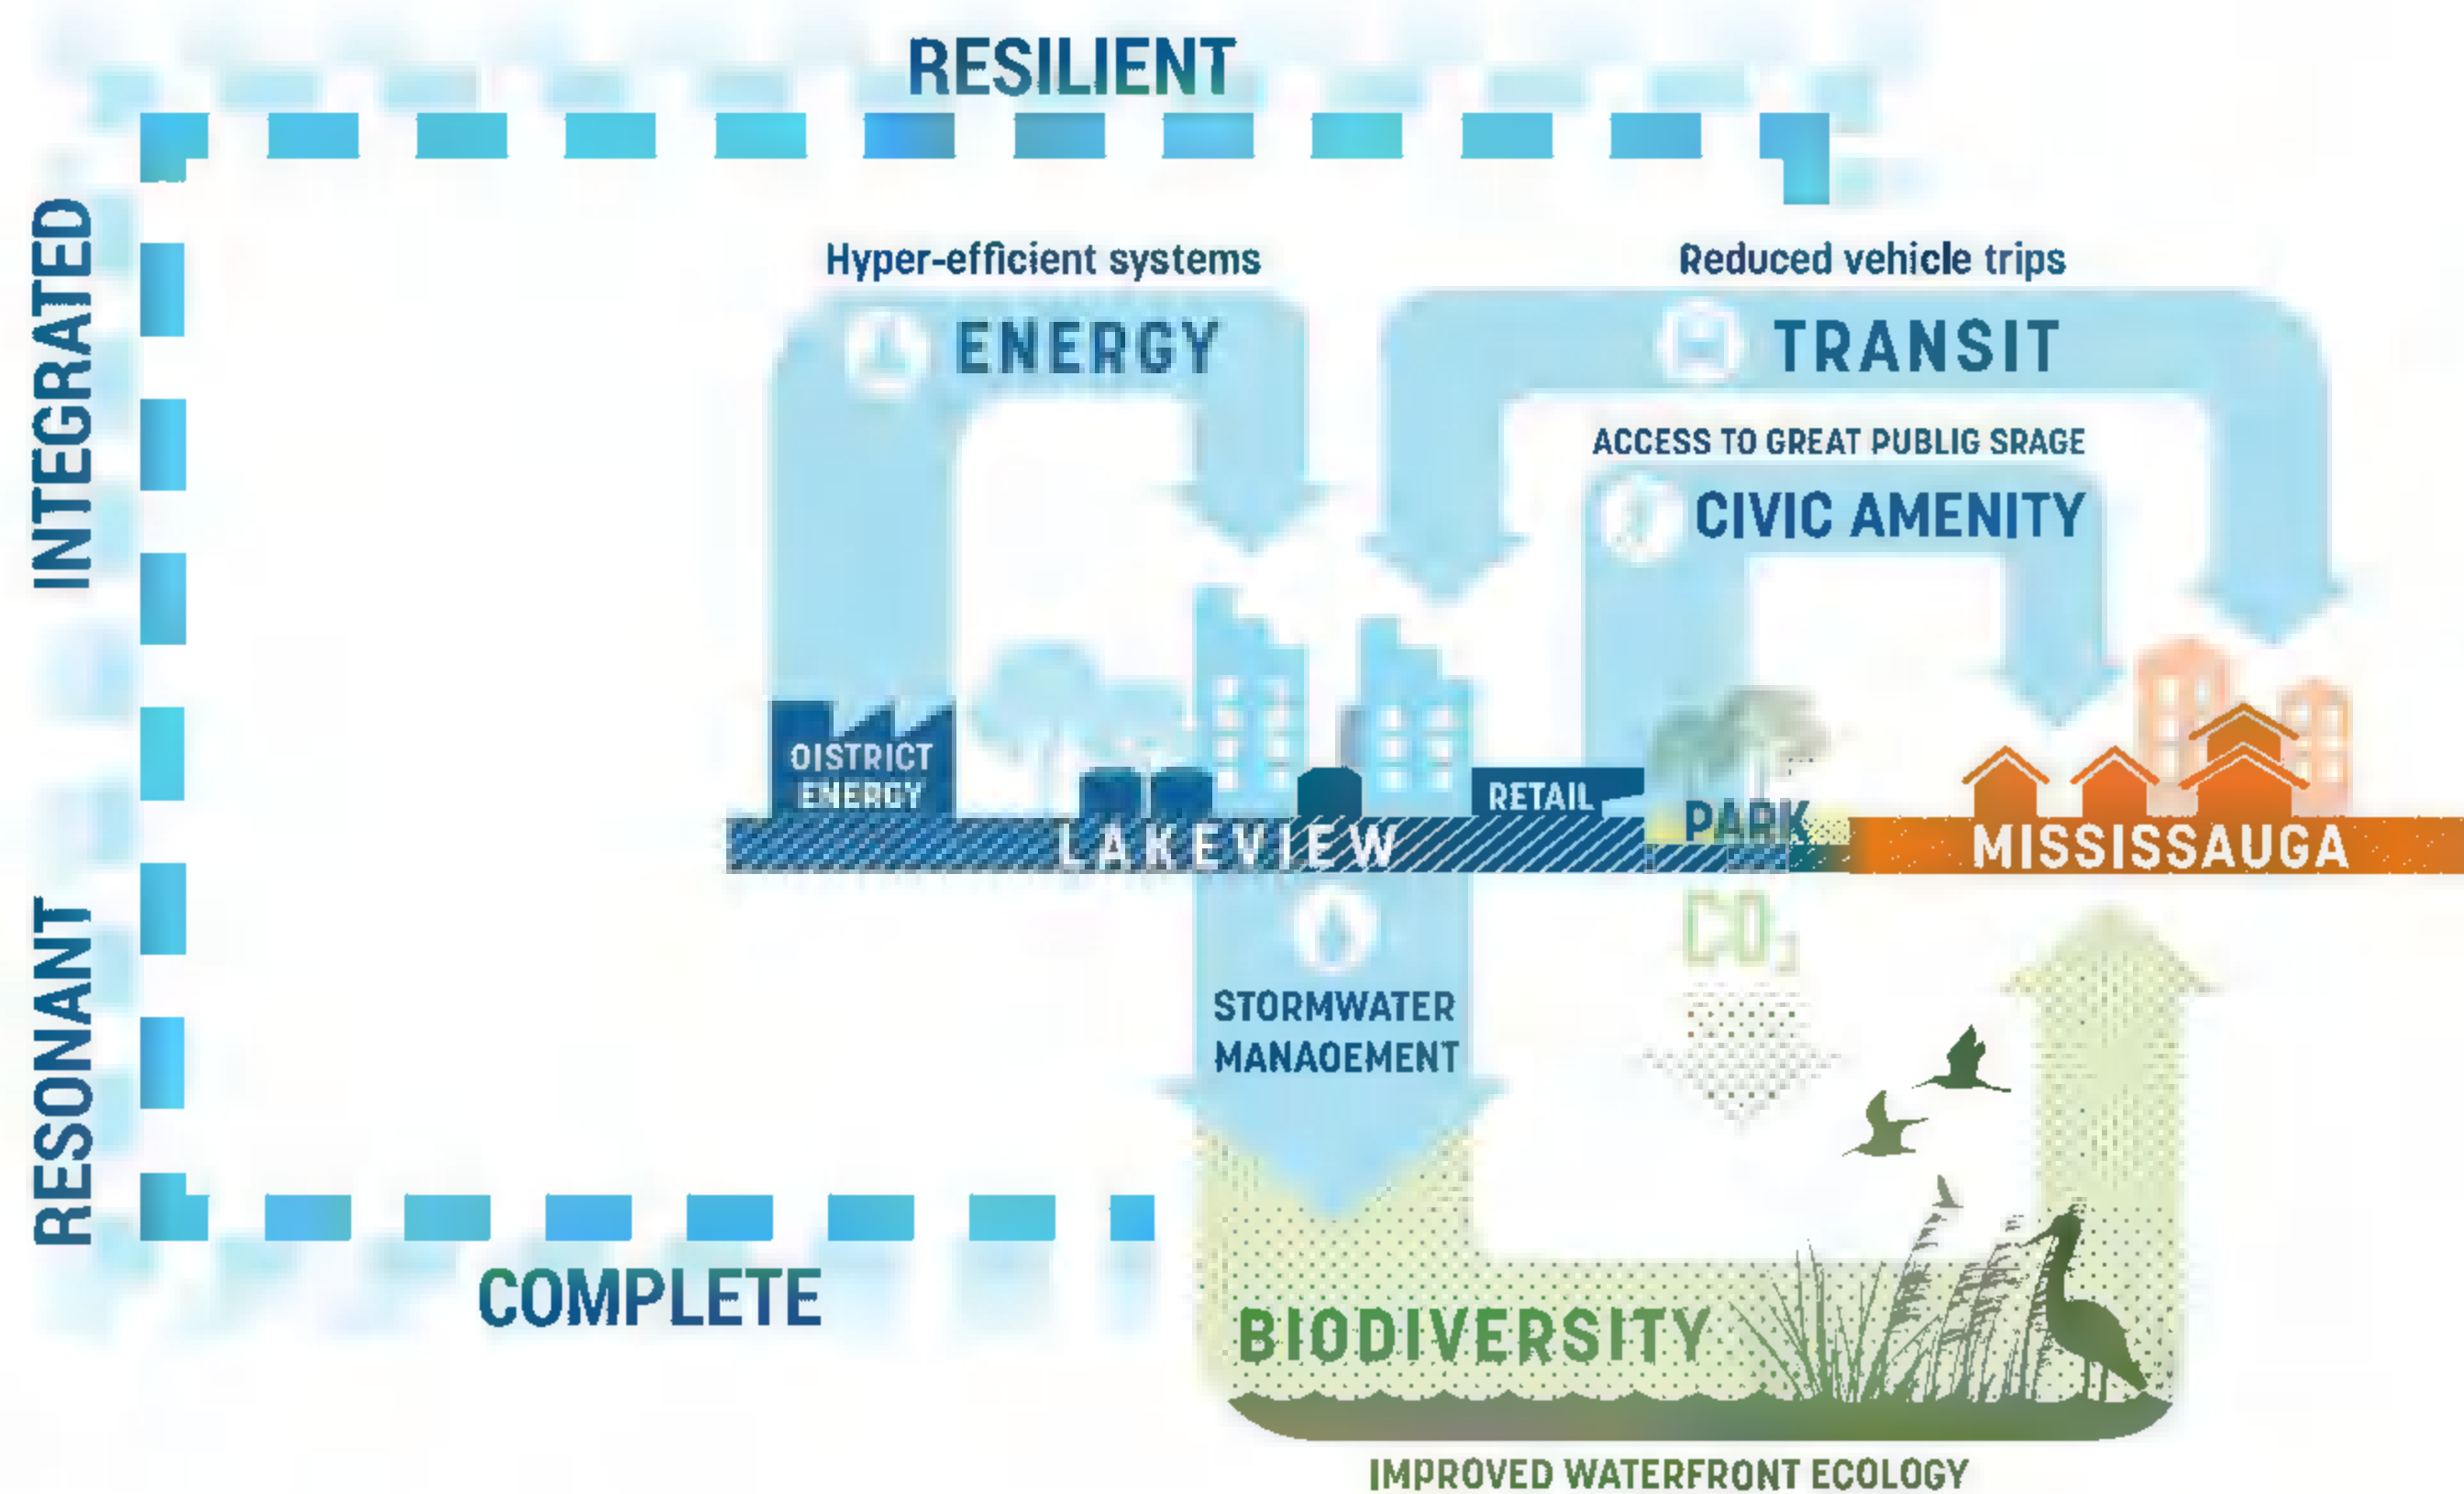 RESILIENT
INTEGRATED
RESONANT
COMPLETE
Hyper-efficient systems
ENERGY
Reduced vehicle trips
TRANSIT
ACCESS TO GREAT PUBLIG SRAGE
CIVIC AMENITY
OISTRICT
ENERGY
RETAIL
PARK
LAKEVIEW
MISSISSAUGA
CO₂
STORMWATER
MANAOEMENT
BIODIVERSITY
IMPROVED WATERFRONT ECOLOGY